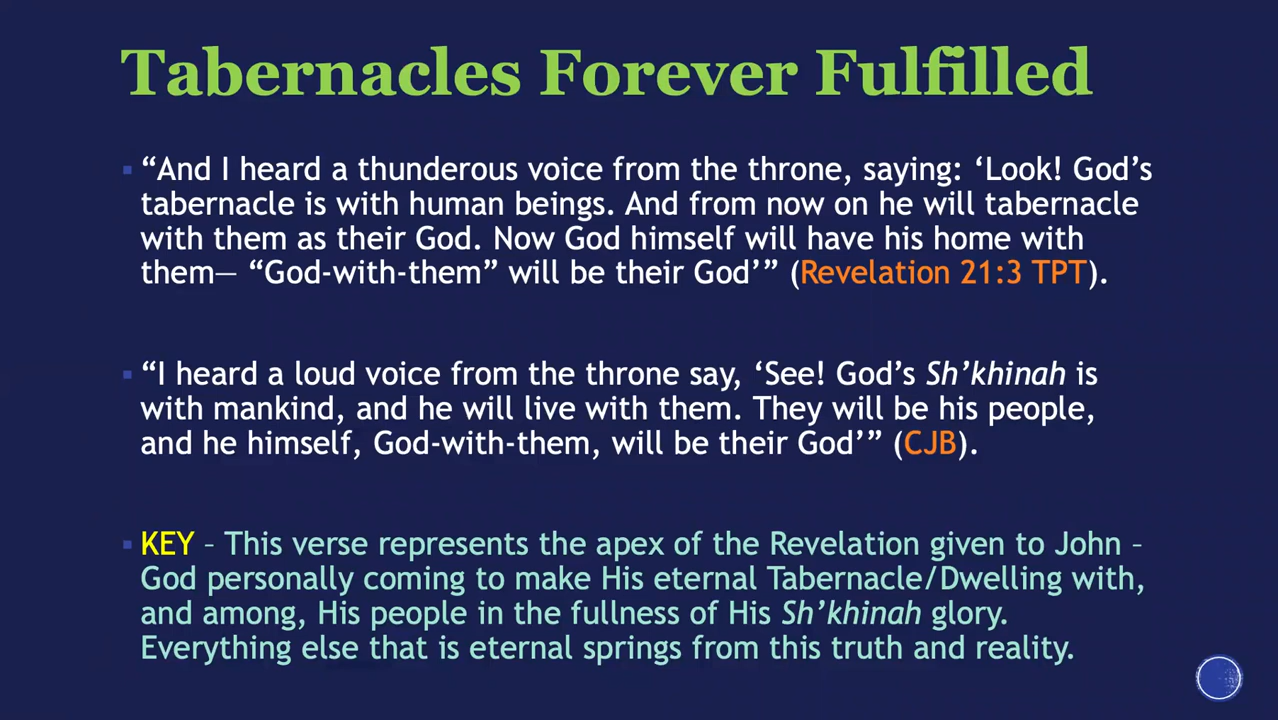 Tabernacles Forever Fulfilled
“And I heard a thunderous voice from the throne, saying: ‘Look! God’s
tabernacle is with human beings. And from now on he will tabernacle
with them as their God. Now God himself will have his home with
them— “God-with-them” will be their God’” (Revelation 21:3 TPT).
“I heard a loud voice from the throne say, ‘See! God’s Sh’khinah is
with mankind, and he will live with them. They will be his people,
and he himself, God-with-them, will be their God’” (CJB).
KEY – This verse represents the apex of the Revelation given to John –
God personally coming to make His eternal Tabernacle/Dwelling with,
and among, His people in the fullness of His Sh’khinah glory.
Everything else that is eternal springs from this truth and reality.